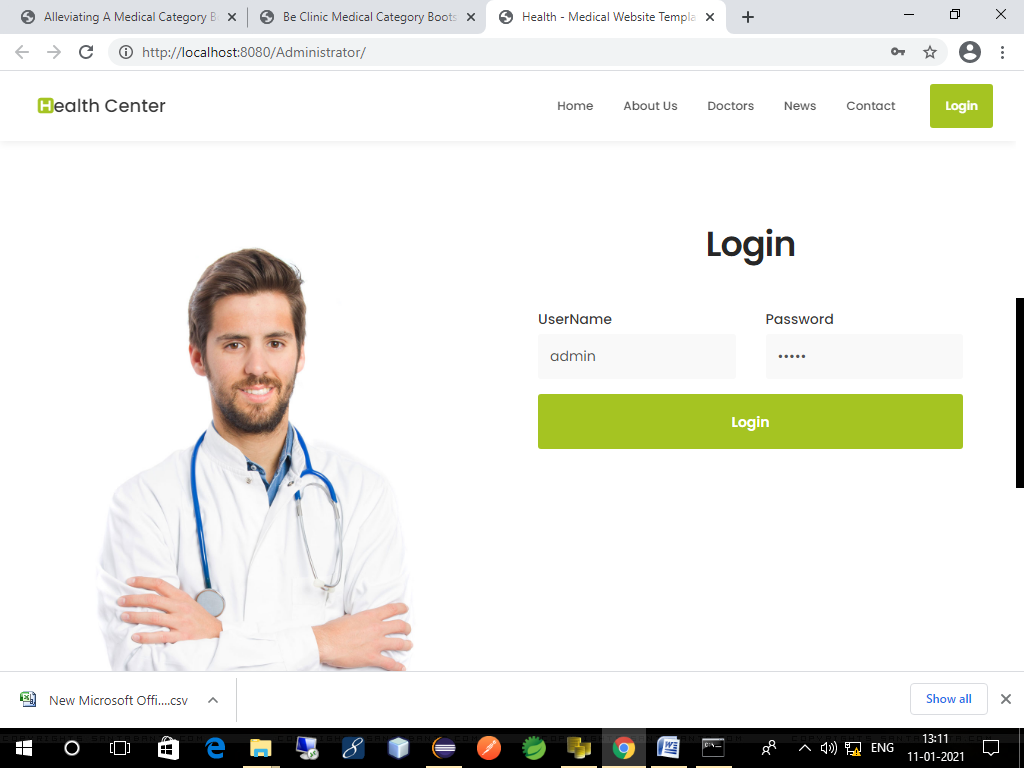 Alleviating A Medical Category B
Be Clinic Medical Category Boots
Health - Medical Website Templa
http://localhost:8080/Administrator/
Health Center
Home
About Us
Doctors
News
Contact
Login
Login
UserName
Password
admin
•••••
Login
New Microsoft Offi....csv
Show all
ENG
13:11
11-01-2021